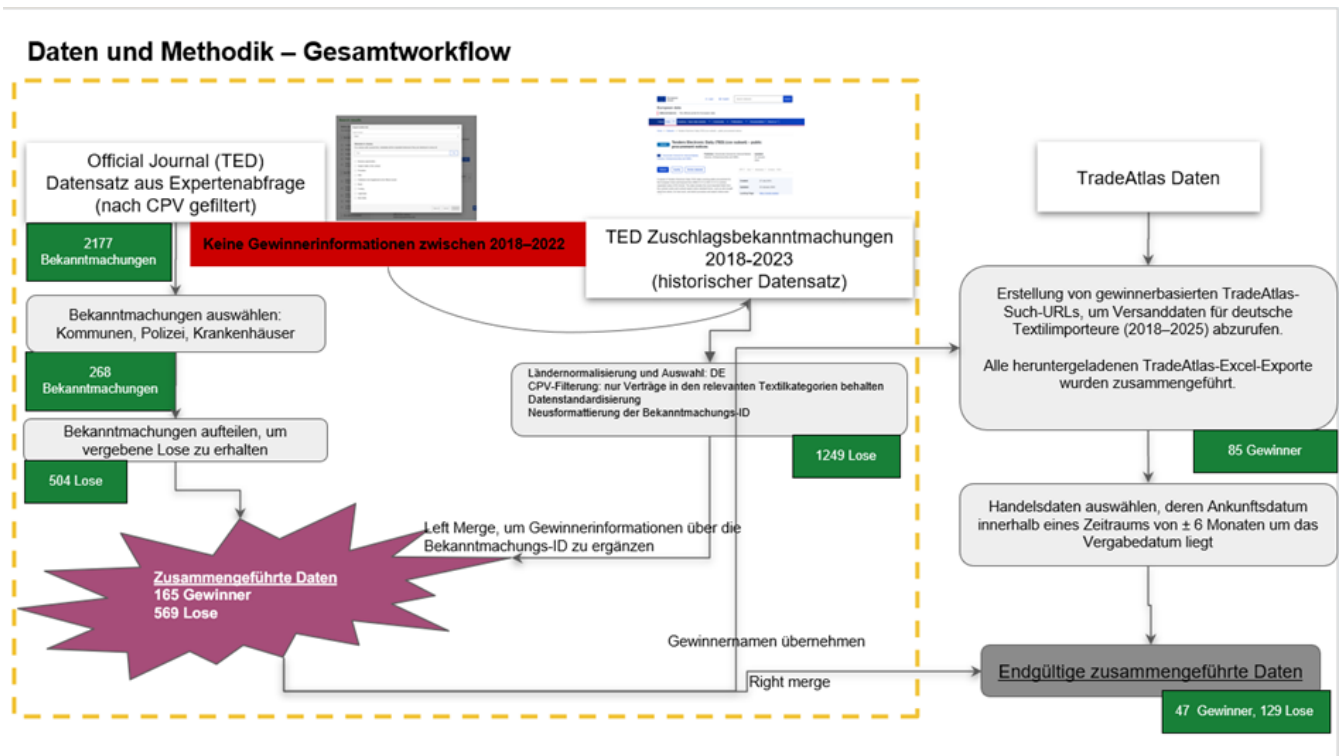 Daten und Methodik – Gesamtworkflow
Official Journal (TED)
Datensatz aus Expertenabfrage
(nach CPV gefiltert)
2177
Bekanntmachungen
Keine Gewinnerinformationen zwischen 2018–2022
TED Zuschlagsbekanntmachungen
2018-2023
(historischer Datensatz)
Bekanntmachungen auswählen:
Kommunen, Polizei, Krankenhäuser
268
Bekanntmachungen
Bekanntmachungen aufteilen, um
vergebene Lose zu erhalten
504 Lose
Ländernormalisierung und Auswahl: DE
CPV-Filterung: nur Verträge in den relevanten Textilkategorien behalten
Datenstandardisierung
Neusformattierung der Bekanntmachungs-ID
1249 Lose
Left Merge, um Gewinnerinformationen über die
Bekanntmachungs-ID zu ergänzen
Zusammengeführte Daten
165 Gewinner
569 Lose
Gewinnernamen übernehmen
Right merge
TradeAtlas Daten
Erstellung von gewinnerbasierten TradeAtlas-
Such-URLs, um Versanddaten für deutsche
Textilimporteure (2018–2025) abzurufen.
Alle heruntergeladenen TradeAtlas-Excel-Exporte
wurden zusammengeführt.
85 Gewinner
Handelsdaten auswählen, deren Ankunftsdatum
innerhalb eines Zeitraums von ± 6 Monaten um das
Vergabedatum liegt
Endgültige zusammengeführte Daten
47 Gewinner, 129 Lose